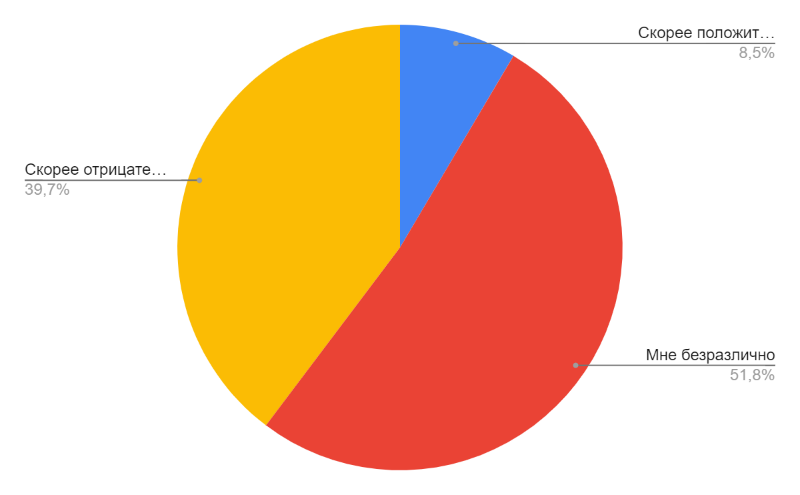 Скорее положит…
8,5%
Скорее отрицате…
39,7%
Мне безразлично
51,8%